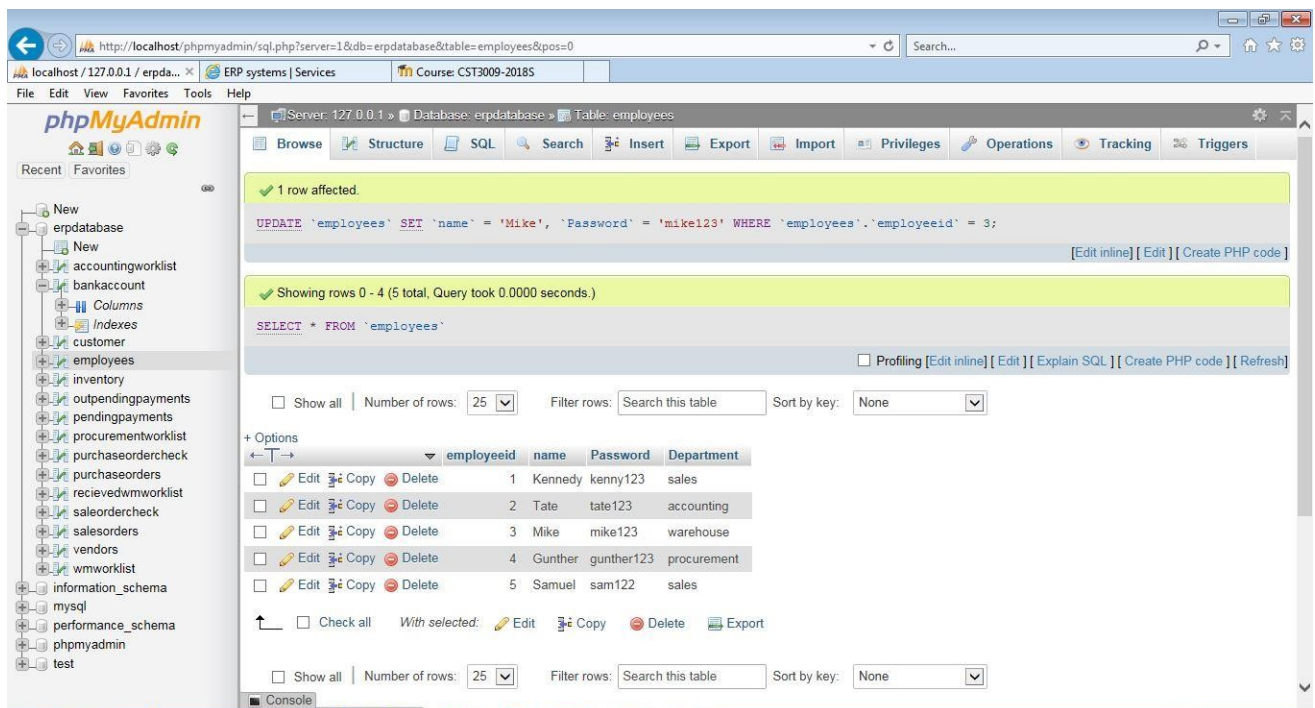 http://localhost/phpmyadmin/sql.php?server=1&db=erpdatabase&table=employees&pos=0 Search...
localhost / 127.0.0.1 / erpda... ERP systems | Services Course: CST3009-2018S
File Edit View Favorites Tools Help
phpMyAdmin
Recent Favorites
New
erpdatabase
New
accountingworklist
bankaccount
Columns
Indexes
customer
employees
inventory
outpendingpayments
pendingpayments
procurementworklist
purchaseordercheck
purchaseorders
recievedwmworklist
saleordercheck
salesorders
vendors
wmworklist
information_schema
mysql
performance_schema
phpmyadmin
test
Server: 127.0.0.1 » Database: erpdatabase » Table: employees
Browse Structure SQL Search Insert Export Import Privileges Operations Tracking Triggers
1 row affected.
UPDATE `employees` SET `name` = 'Mike', `Password` = 'mike123' WHERE `employees`.`employeeid` = 3;
[Edit inline] [ Edit ] [ Create PHP code ]
Showing rows 0 - 4 (5 total, Query took 0.0000 seconds.)
SELECT * FROM `employees`
Profiling [Edit inline] [ Edit ] [ Explain SQL ] [ Create PHP code ] [ Refresh]
Show all | Number of rows: 25 Filter rows: Search this table Sort by key: None
+ Options
←T→ employeeid name Password Department
Edit Copy Delete 1 Kennedy kenny123 sales
Edit Copy Delete 2 Tate tate123 accounting
Edit Copy Delete 3 Mike mike123 warehouse
Edit Copy Delete 4 Gunther gunther123 procurement
Edit Copy Delete 5 Samuel sam122 sales
Check all With selected: Edit Copy Delete Export
Show all | Number of rows: 25 Filter rows: Search this table Sort by key: None
Console